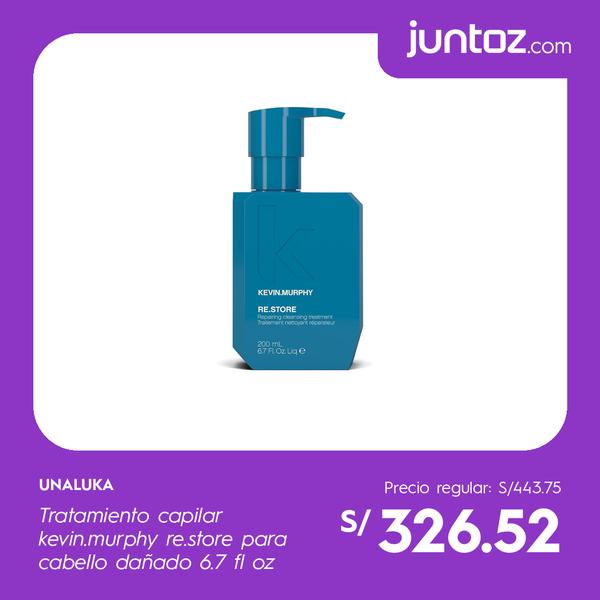 juntoz.com
KEVIN.MURPHY
RE.STORE
Repairing cleansing treatment
Traitement nettoyant réparateur
200 mL
6.7 Fl. Oz. Liq. ℮
UNALUKA
Tratamiento capilar
kevin.murphy re.store para
cabello dañado 6.7 fl oz
Precio regular: S/443.75
S/ 326.52